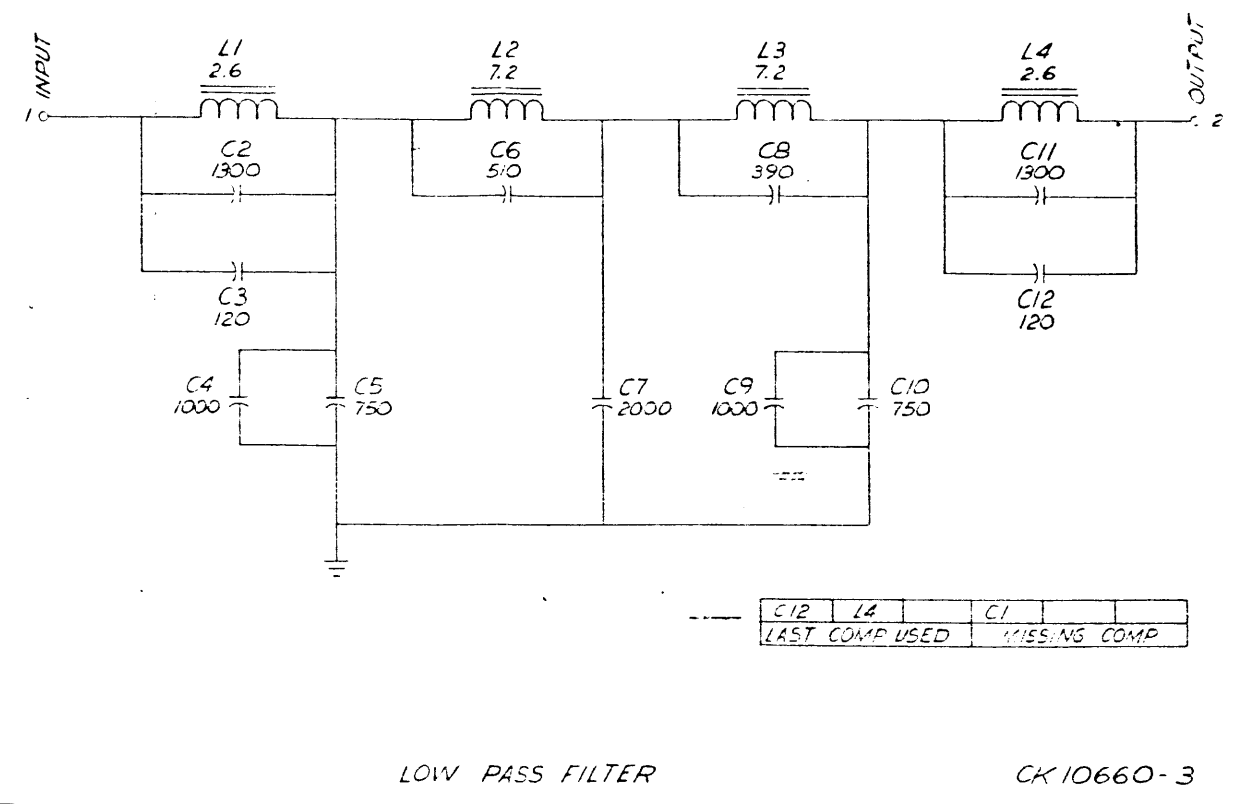 INPUT
1
L1
2.6
L2
7.2
L3
7.2
L4
2.6
OUTPUT
2
C2
1300
C6
510
C8
390
C11
1300
C3
120
C12
120
C4
1000
C5
750
C7
2000
C9
1000
C10
750
C12 L4 C1
LAST COMP USED MISSING COMP
LOW PASS FILTER
CK10660-3